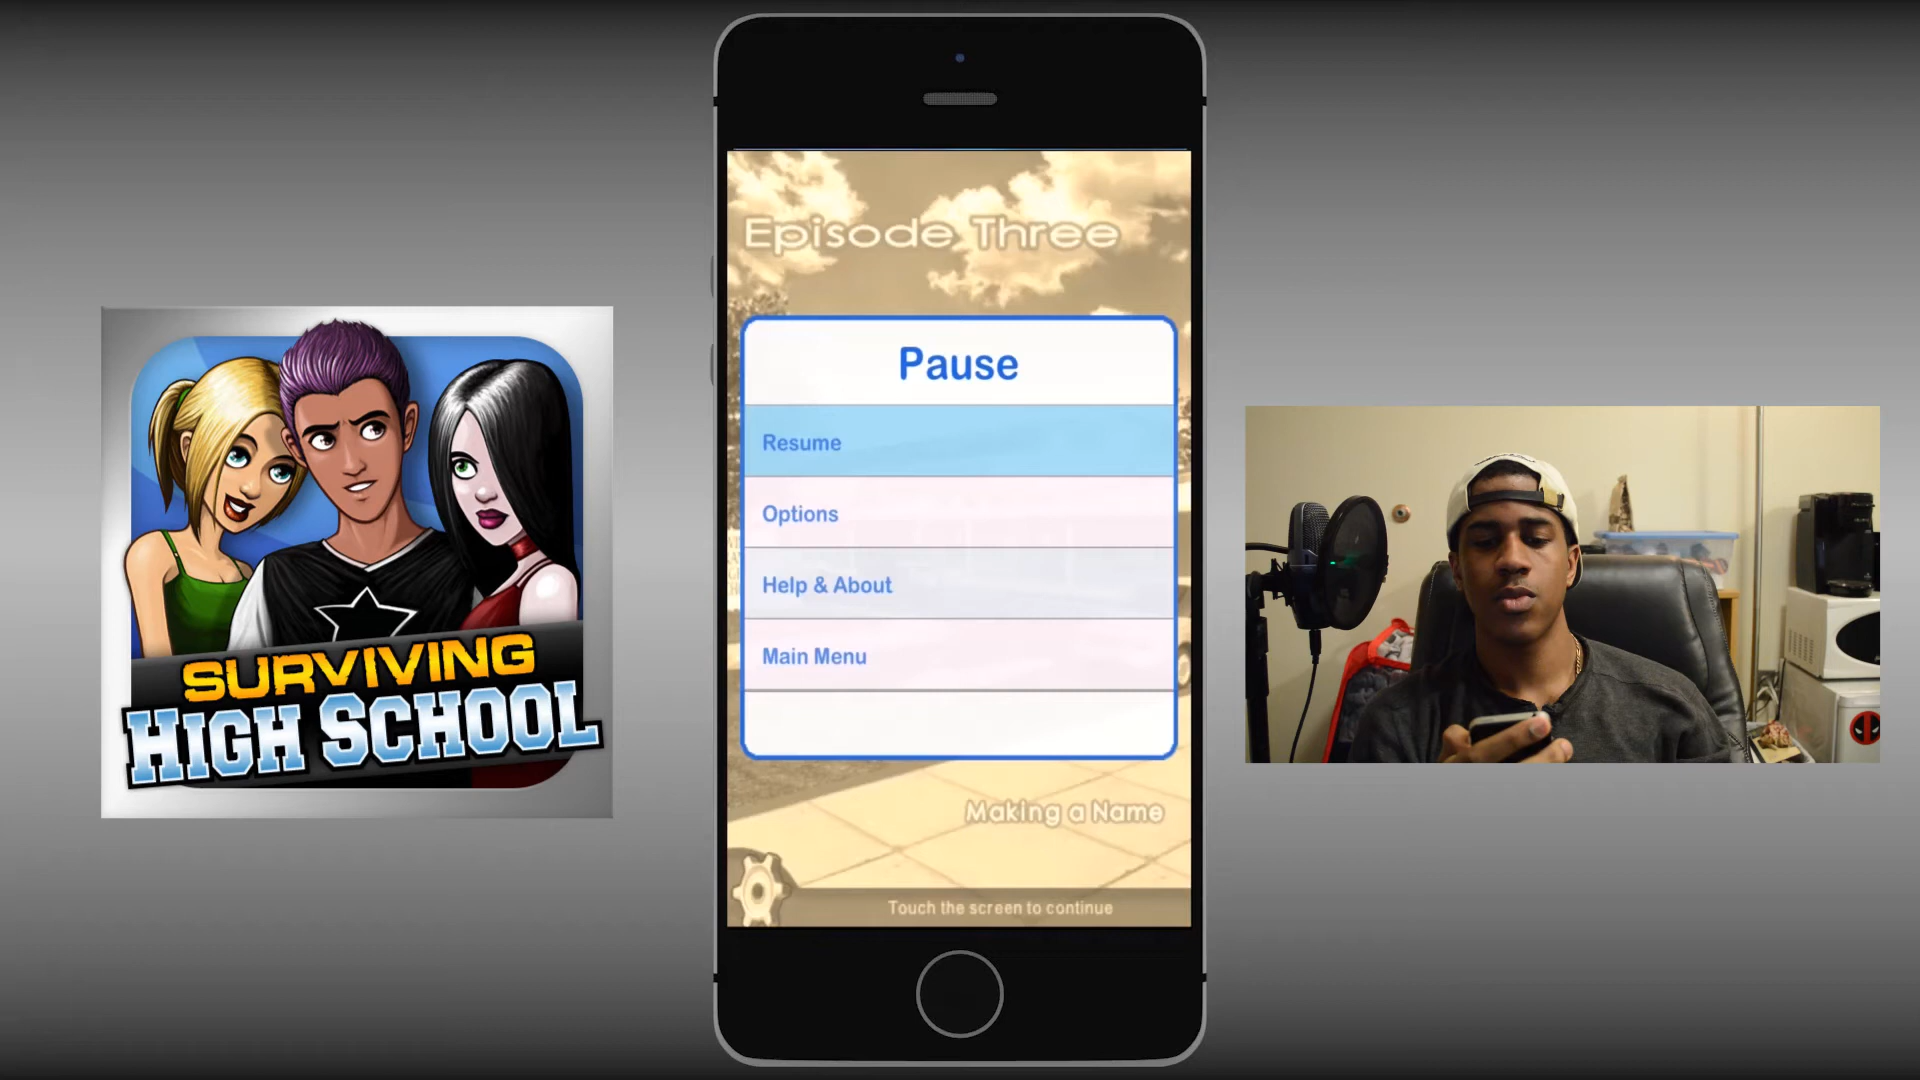 SURVIVING
HIGH SCHOOL
Episode Three
Pause
Resume
Options
Help & About
Main Menu
Making a Name
Touch the screen to continue